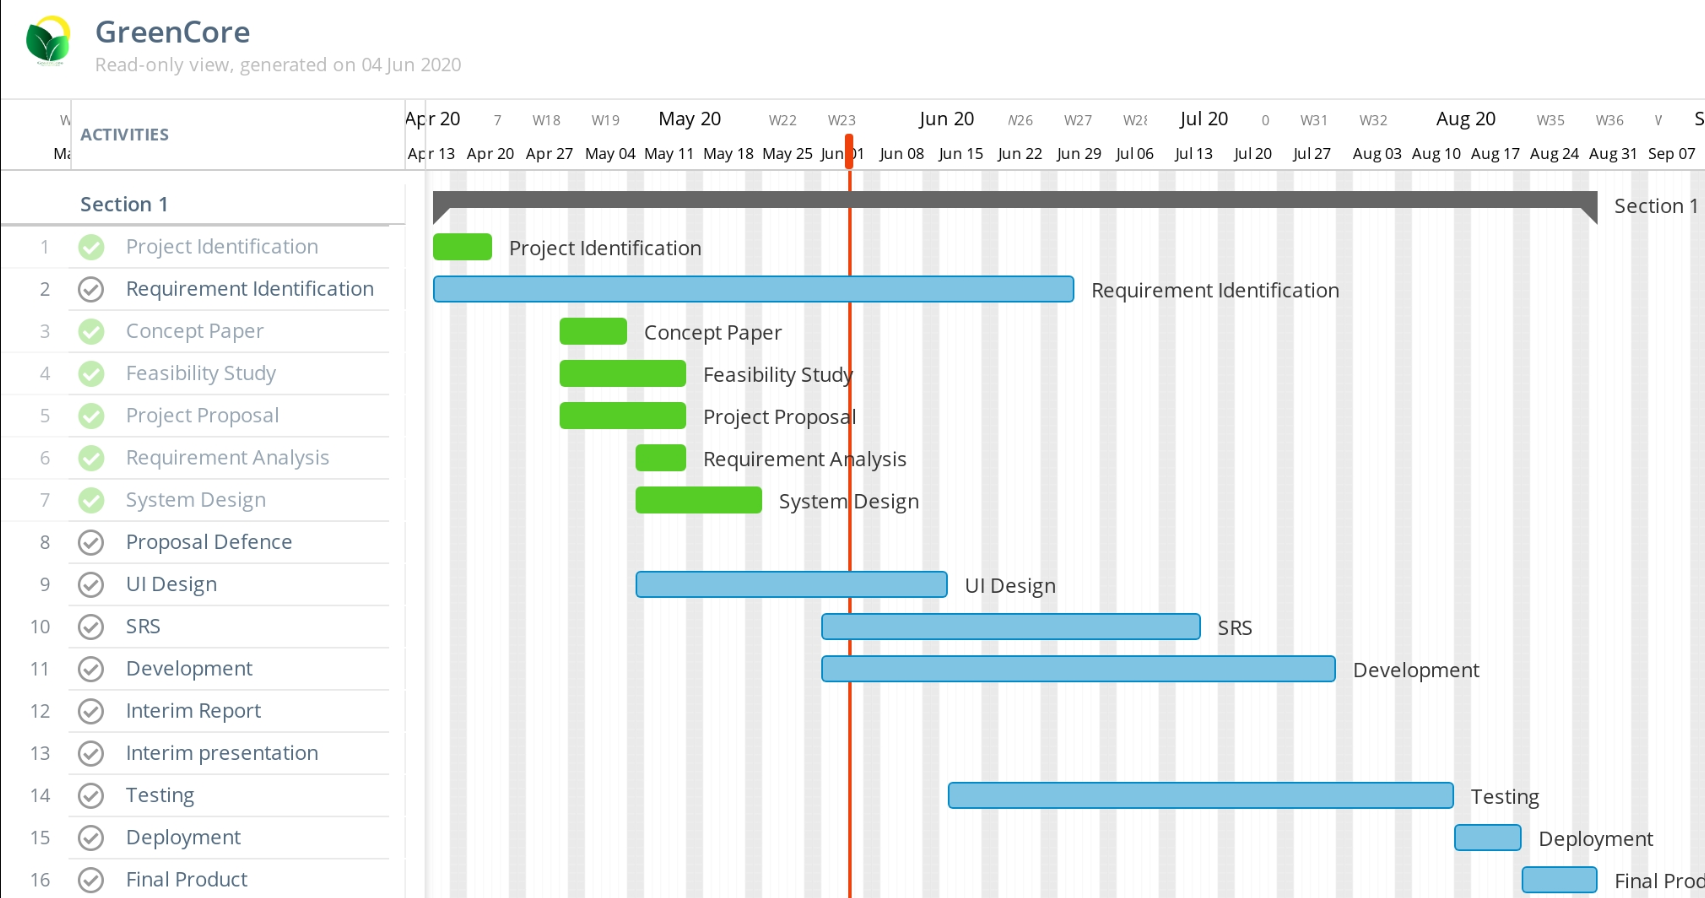 GreenCore
Read-only view, generated on 04 Jun 2020
ACTIVITIES
Apr 20 7 W18 W19 May 20 W22 W23 Jun 20 W26 W27 W28 Jul 20 0 W31 W32 Aug 20 W35 W36 W S
Apr 13 Apr 20 Apr 27 May 04 May 11 May 18 May 25 Jun 01 Jun 08 Jun 15 Jun 22 Jun 29 Jul 06 Jul 13 Jul 20 Jul 27 Aug 03 Aug 10 Aug 17 Aug 24 Aug 31 Sep 07
Section 1 Section 1
1 Project Identification Project Identification
2 Requirement Identification Requirement Identification
3 Concept Paper Concept Paper
4 Feasibility Study Feasibility Study
5 Project Proposal Project Proposal
6 Requirement Analysis Requirement Analysis
7 System Design System Design
8 Proposal Defence
9 UI Design UI Design
10 SRS SRS
11 Development Development
12 Interim Report
13 Interim presentation
14 Testing Testing
15 Deployment Deployment
16 Final Product Final Prod